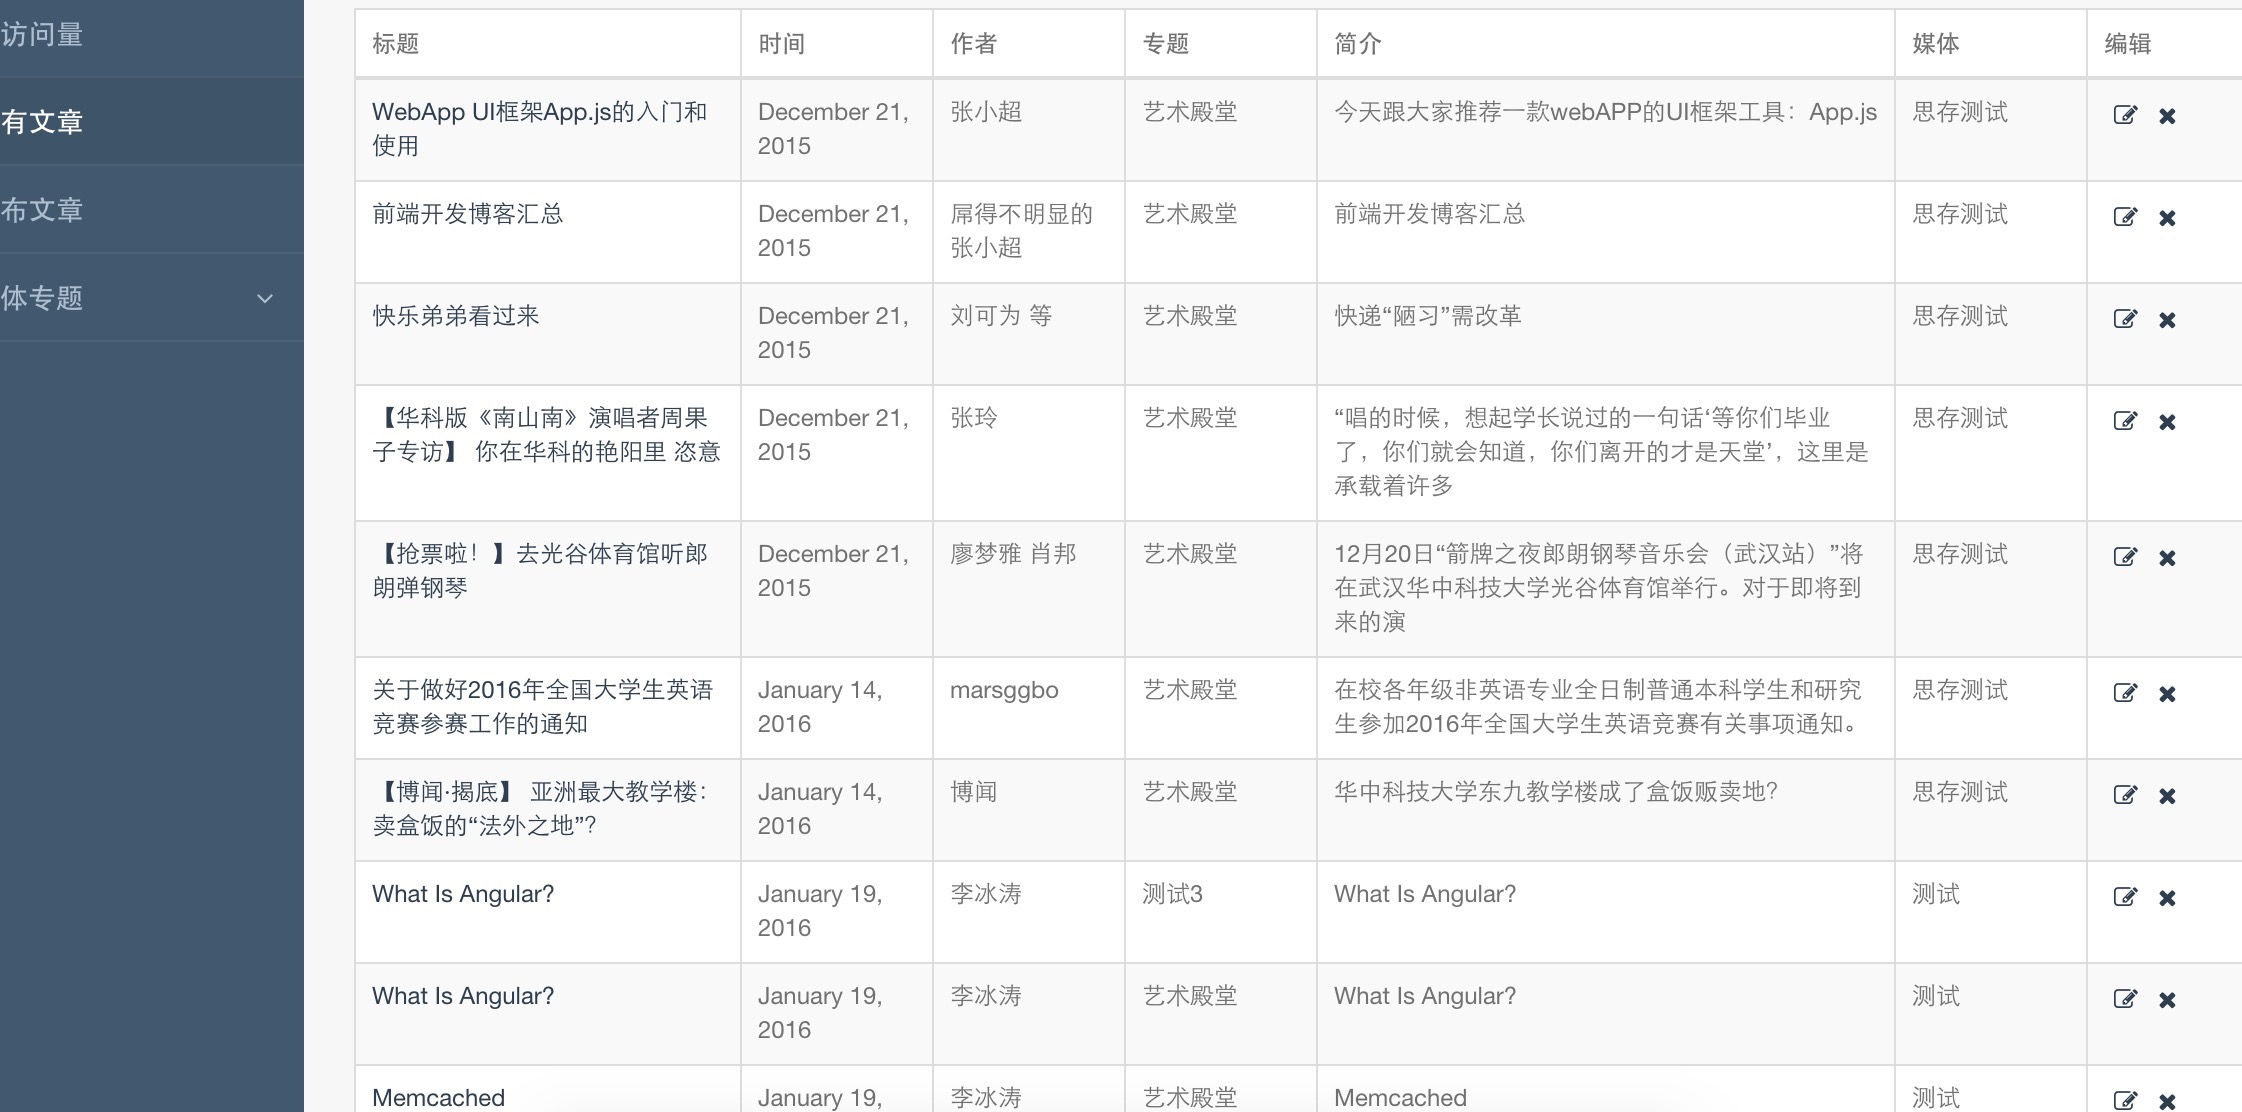 访问量
有文章
布文章
体专题
标题
时间
作者
专题
简介
媒体
编辑
WebApp UI框架App.js的入门和
使用
December 21,
2015
张小超
艺术殿堂
今天跟大家推荐一款webAPP的UI框架工具：App.js
思存测试
前端开发博客汇总
December 21,
2015
屌得不明显的
张小超
艺术殿堂
前端开发博客汇总
思存测试
快乐弟弟看过来
December 21,
2015
刘可为 等
艺术殿堂
快递“陋习”需改革
思存测试
【华科版《南山南》演唱者周果
子专访】 你在华科的艳阳里 恣意
December 21,
2015
张玲
艺术殿堂
“唱的时候，想起学长说过的一句话‘等你们毕业
了，你们就会知道，你们离开的才是天堂’，这里是
承载着许多
思存测试
【抢票啦！】去光谷体育馆听郎
朗弹钢琴
December 21,
2015
廖梦雅 肖邦
艺术殿堂
12月20日“箭牌之夜郎朗钢琴音乐会（武汉站）”将
在武汉华中科技大学光谷体育馆举行。对于即将到
来的演
思存测试
关于做好2016年全国大学生英语
竞赛参赛工作的通知
January 14,
2016
marsggbo
艺术殿堂
在校各年级非英语专业全日制普通本科学生和研究
生参加2016年全国大学生英语竞赛有关事项通知。
思存测试
【博闻·揭底】 亚洲最大教学楼：
卖盒饭的“法外之地”？
January 14,
2016
博闻
艺术殿堂
华中科技大学东九教学楼成了盒饭贩卖地？
思存测试
What Is Angular?
January 19,
2016
李冰涛
测试3
What Is Angular?
测试
What Is Angular?
January 19,
2016
李冰涛
艺术殿堂
What Is Angular?
测试
Memcached
January 19,
李冰涛
艺术殿堂
Memcached
测试